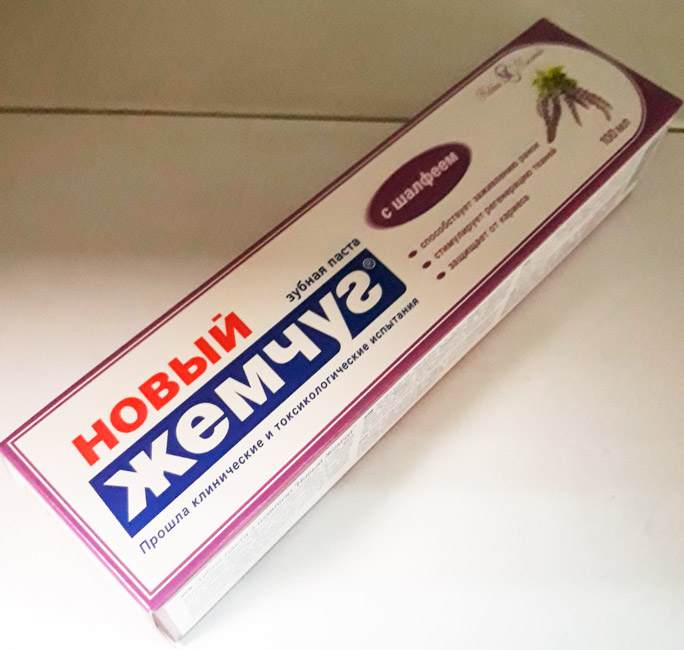 НОВЫЙ
зубная паста
ЖЕМЧУГ®
Прошла клинические и токсикологические испытания
с шалфеем
способствует заживлению ранок
стимулирует регенерацию тканей
защищает от кариеса
100 мл